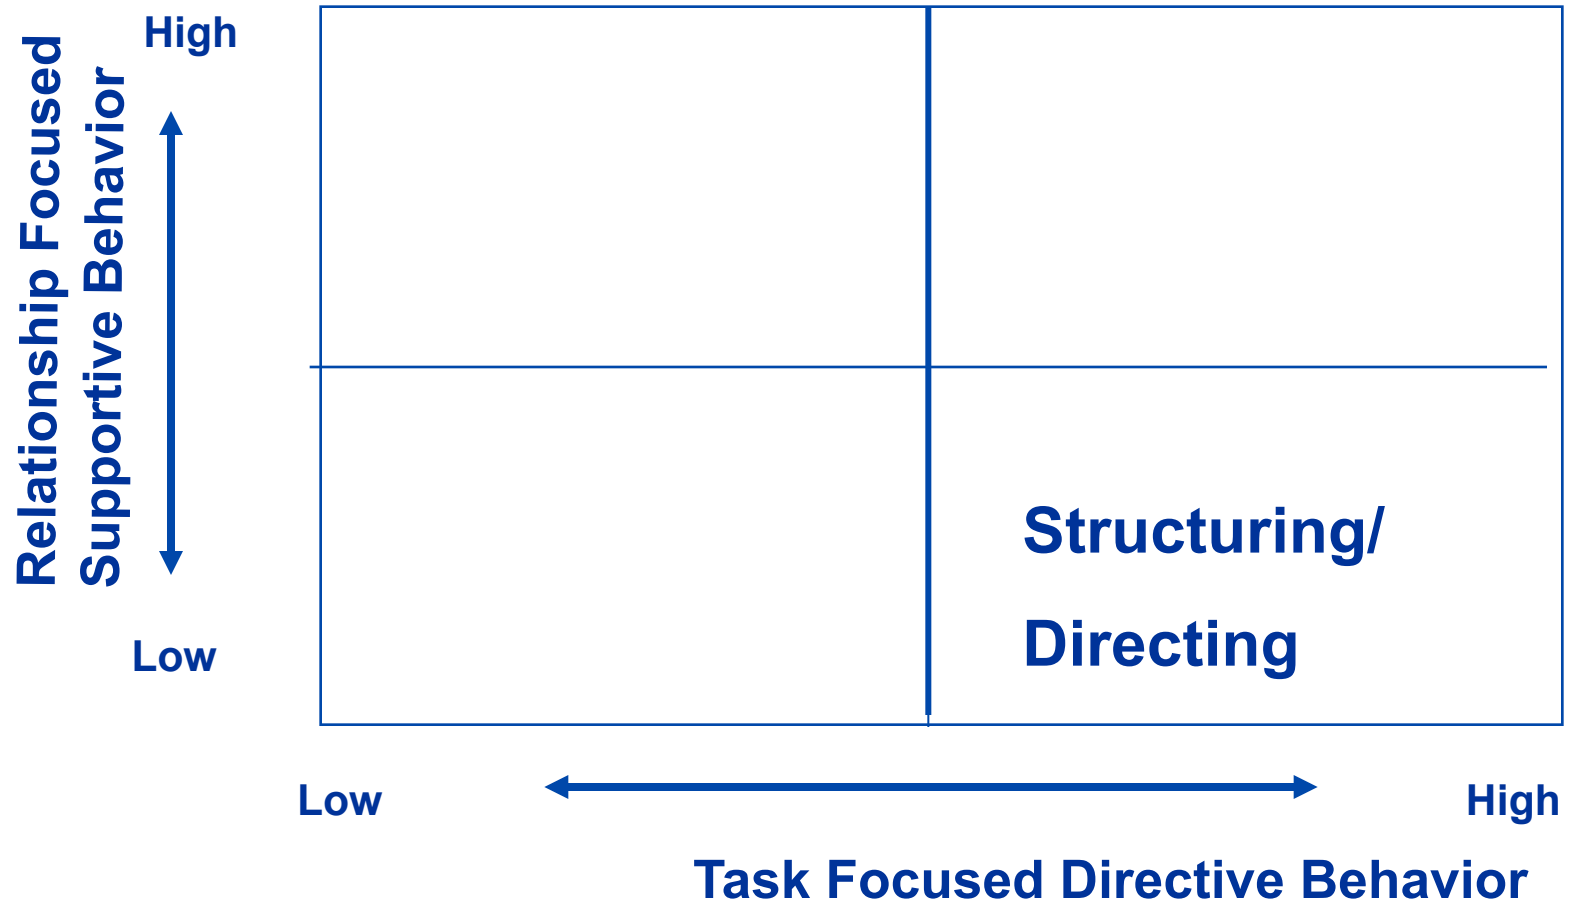 High
Relationship Focused
Supportive Behavior
Low
Structuring/
Directing
Low
High
Task Focused Directive Behavior